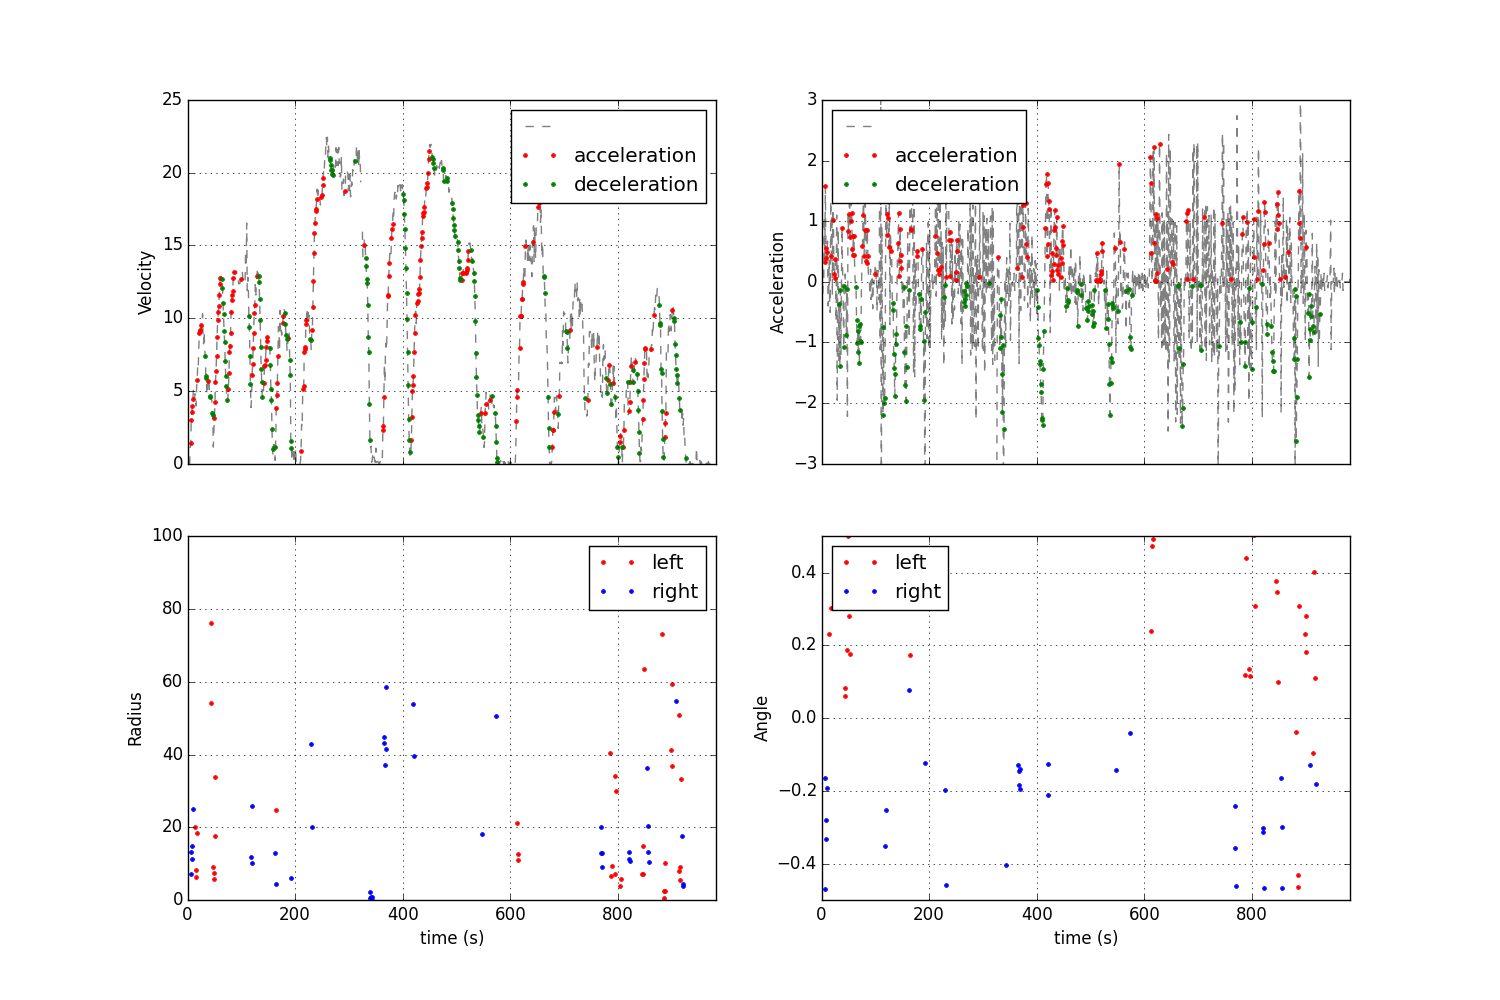 25
20
15
10
5
0
Velocity
acceleration
deceleration
3
2
1
0
−1
−2
−3
Acceleration
acceleration
deceleration
100
80
60
40
20
0
Radius
left
right
0 200 400 600 800
time (s)
0.4
0.2
0.0
−0.2
−0.4
Angle
left
right
0 200 400 600 800
time (s)